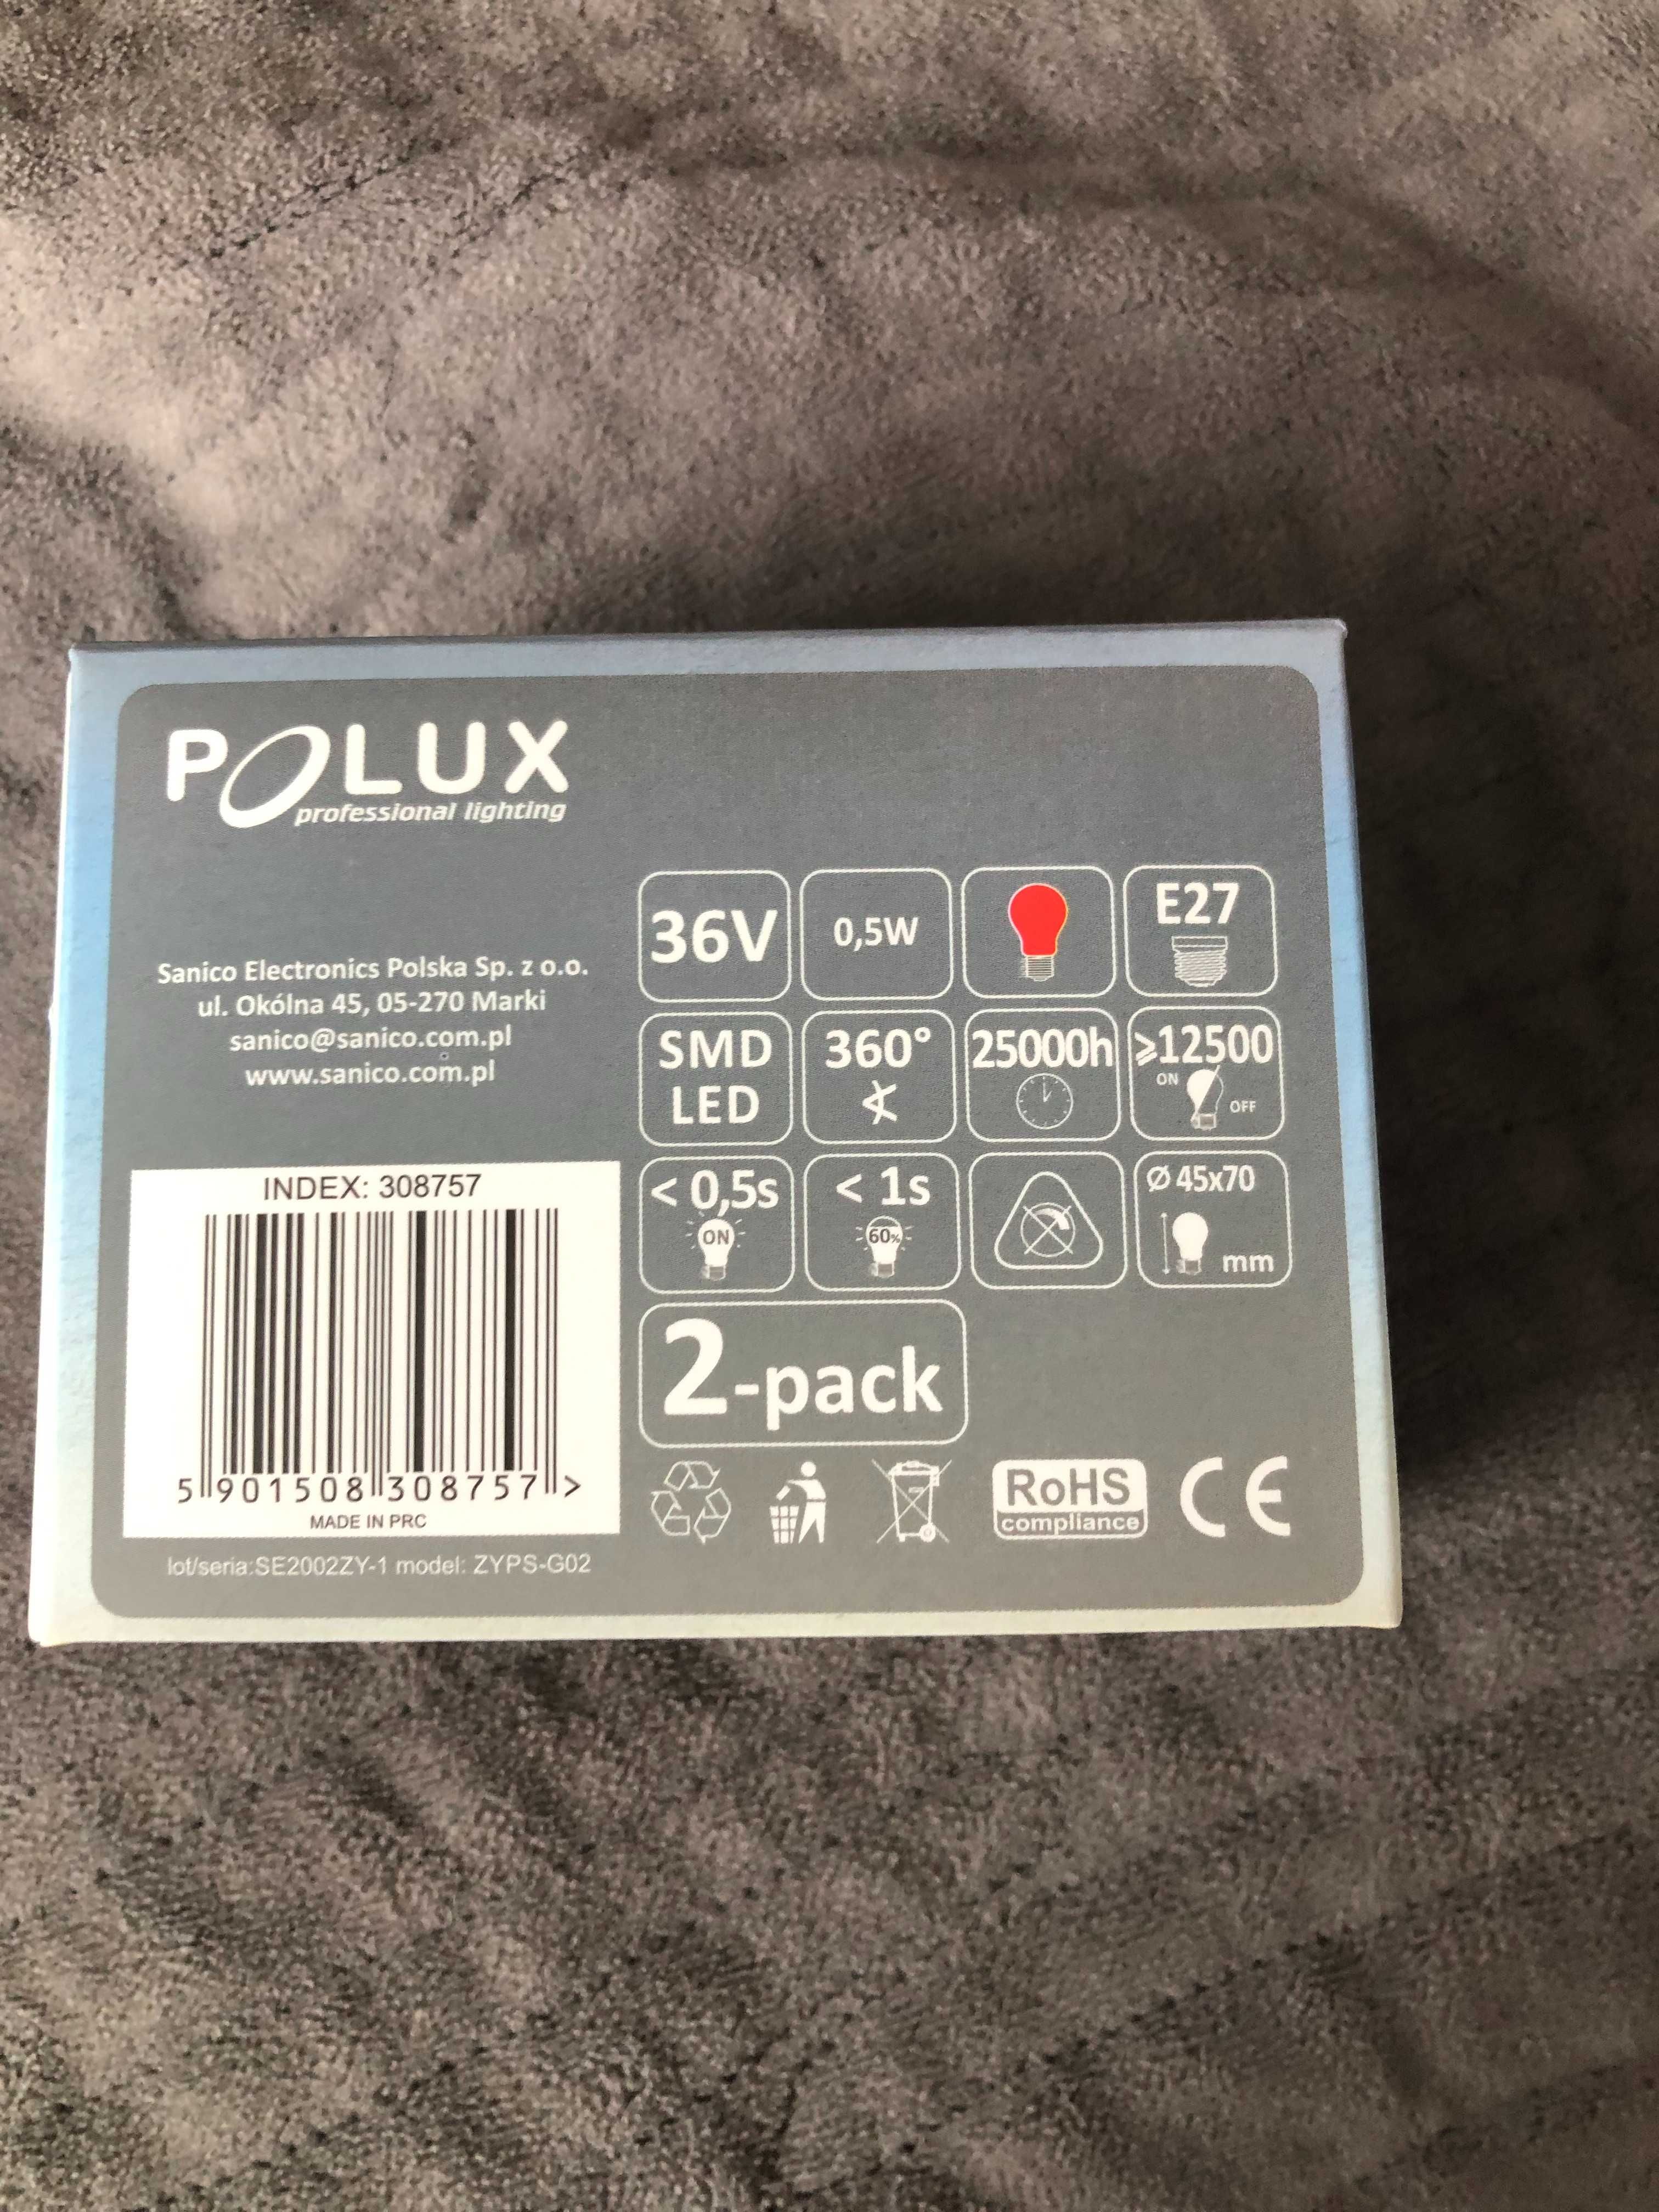 POLUX
professional lighting
Sanico Electronics Polska Sp. z o.o.
ul. Okólna 45, 05-270 Marki
sanico@sanico.com.pl
www.sanico.com.pl
36V
0,5W
E27
SMD
LED
360°
25000h
≥12500
ON
OFF
< 0,5s
ON
< 1s
60%
Ø 45x70
mm
2-pack
INDEX: 308757
5 901508 308757 >
MADE IN PRC
lot/seria:SE2002ZY-1 model: ZYPS-G02
RoHS
compliance
CE